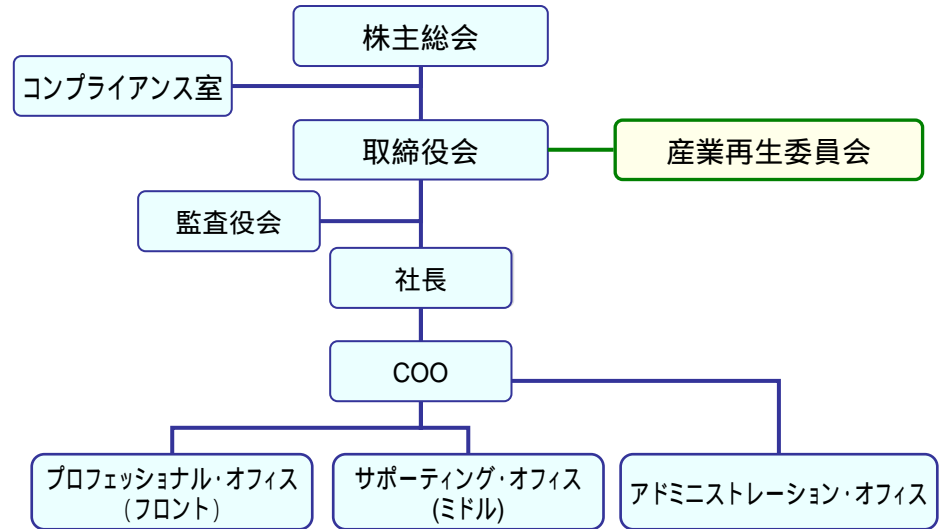 株主総会
コンプライアンス室
取締役会
産業再生委員会
監査役会
社長
COO
プロフェッショナル・オフィス
(フロント)
サポーティング・オフィス
(ミドル)
アドミニストレーション・オフィス